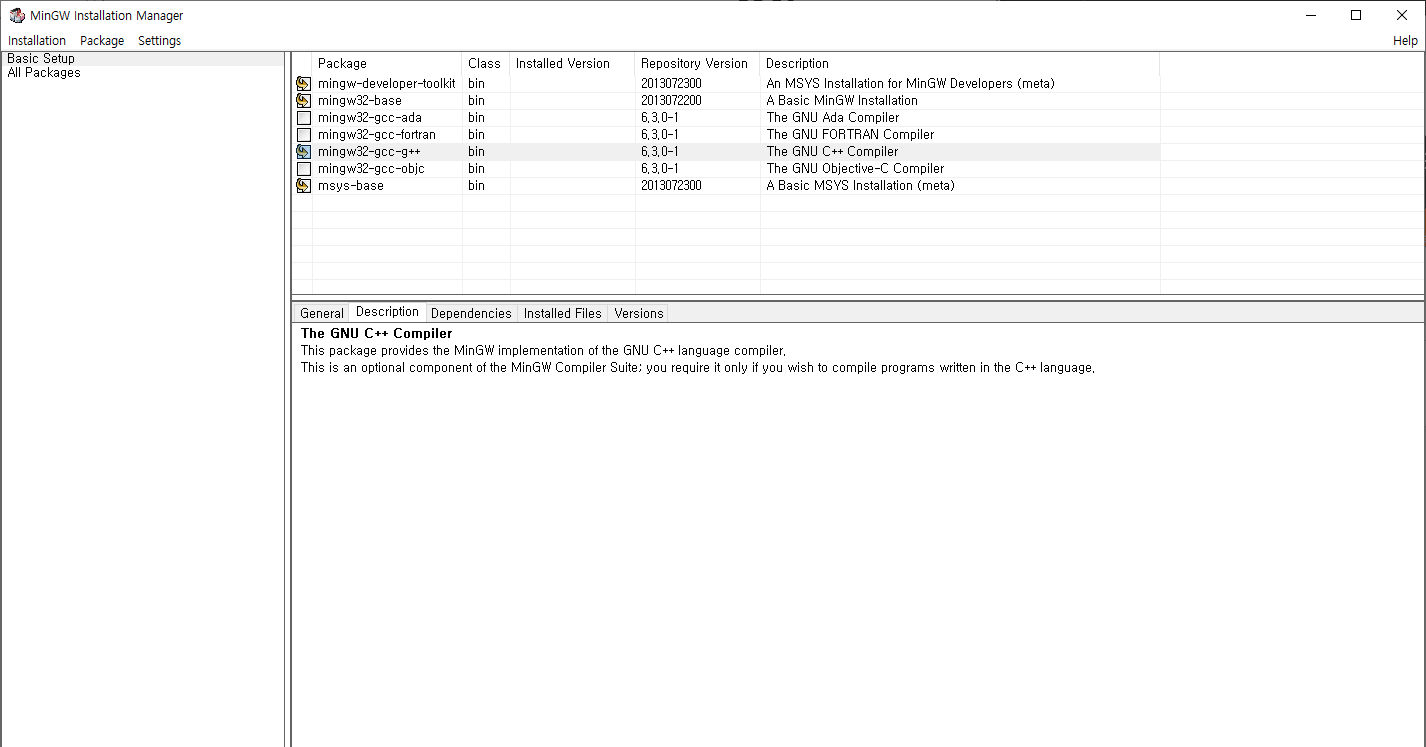 MinGW Installation Manager
Installation Package Settings Help
Basic Setup
All Packages
Package Class Installed Version Repository Version Description
mingw-developer-toolkit bin 2013072300 An MSYS Installation for MinGW Developers (meta)
mingw32-base bin 2013072200 A Basic MinGW Installation
mingw32-gcc-ada bin 6.3.0-1 The GNU Ada Compiler
mingw32-gcc-fortran bin 6.3.0-1 The GNU FORTRAN Compiler
mingw32-gcc-g++ bin 6.3.0-1 The GNU C++ Compiler
mingw32-gcc-objc bin 6.3.0-1 The GNU Objective-C Compiler
msys-base bin 2013072300 A Basic MSYS Installation (meta)
General Description Dependencies Installed Files Versions
The GNU C++ Compiler
This package provides the MinGW implementation of the GNU C++ language compiler.
This is an optional component of the MinGW Compiler Suite; you require it only if you wish to compile programs written in the C++ language.